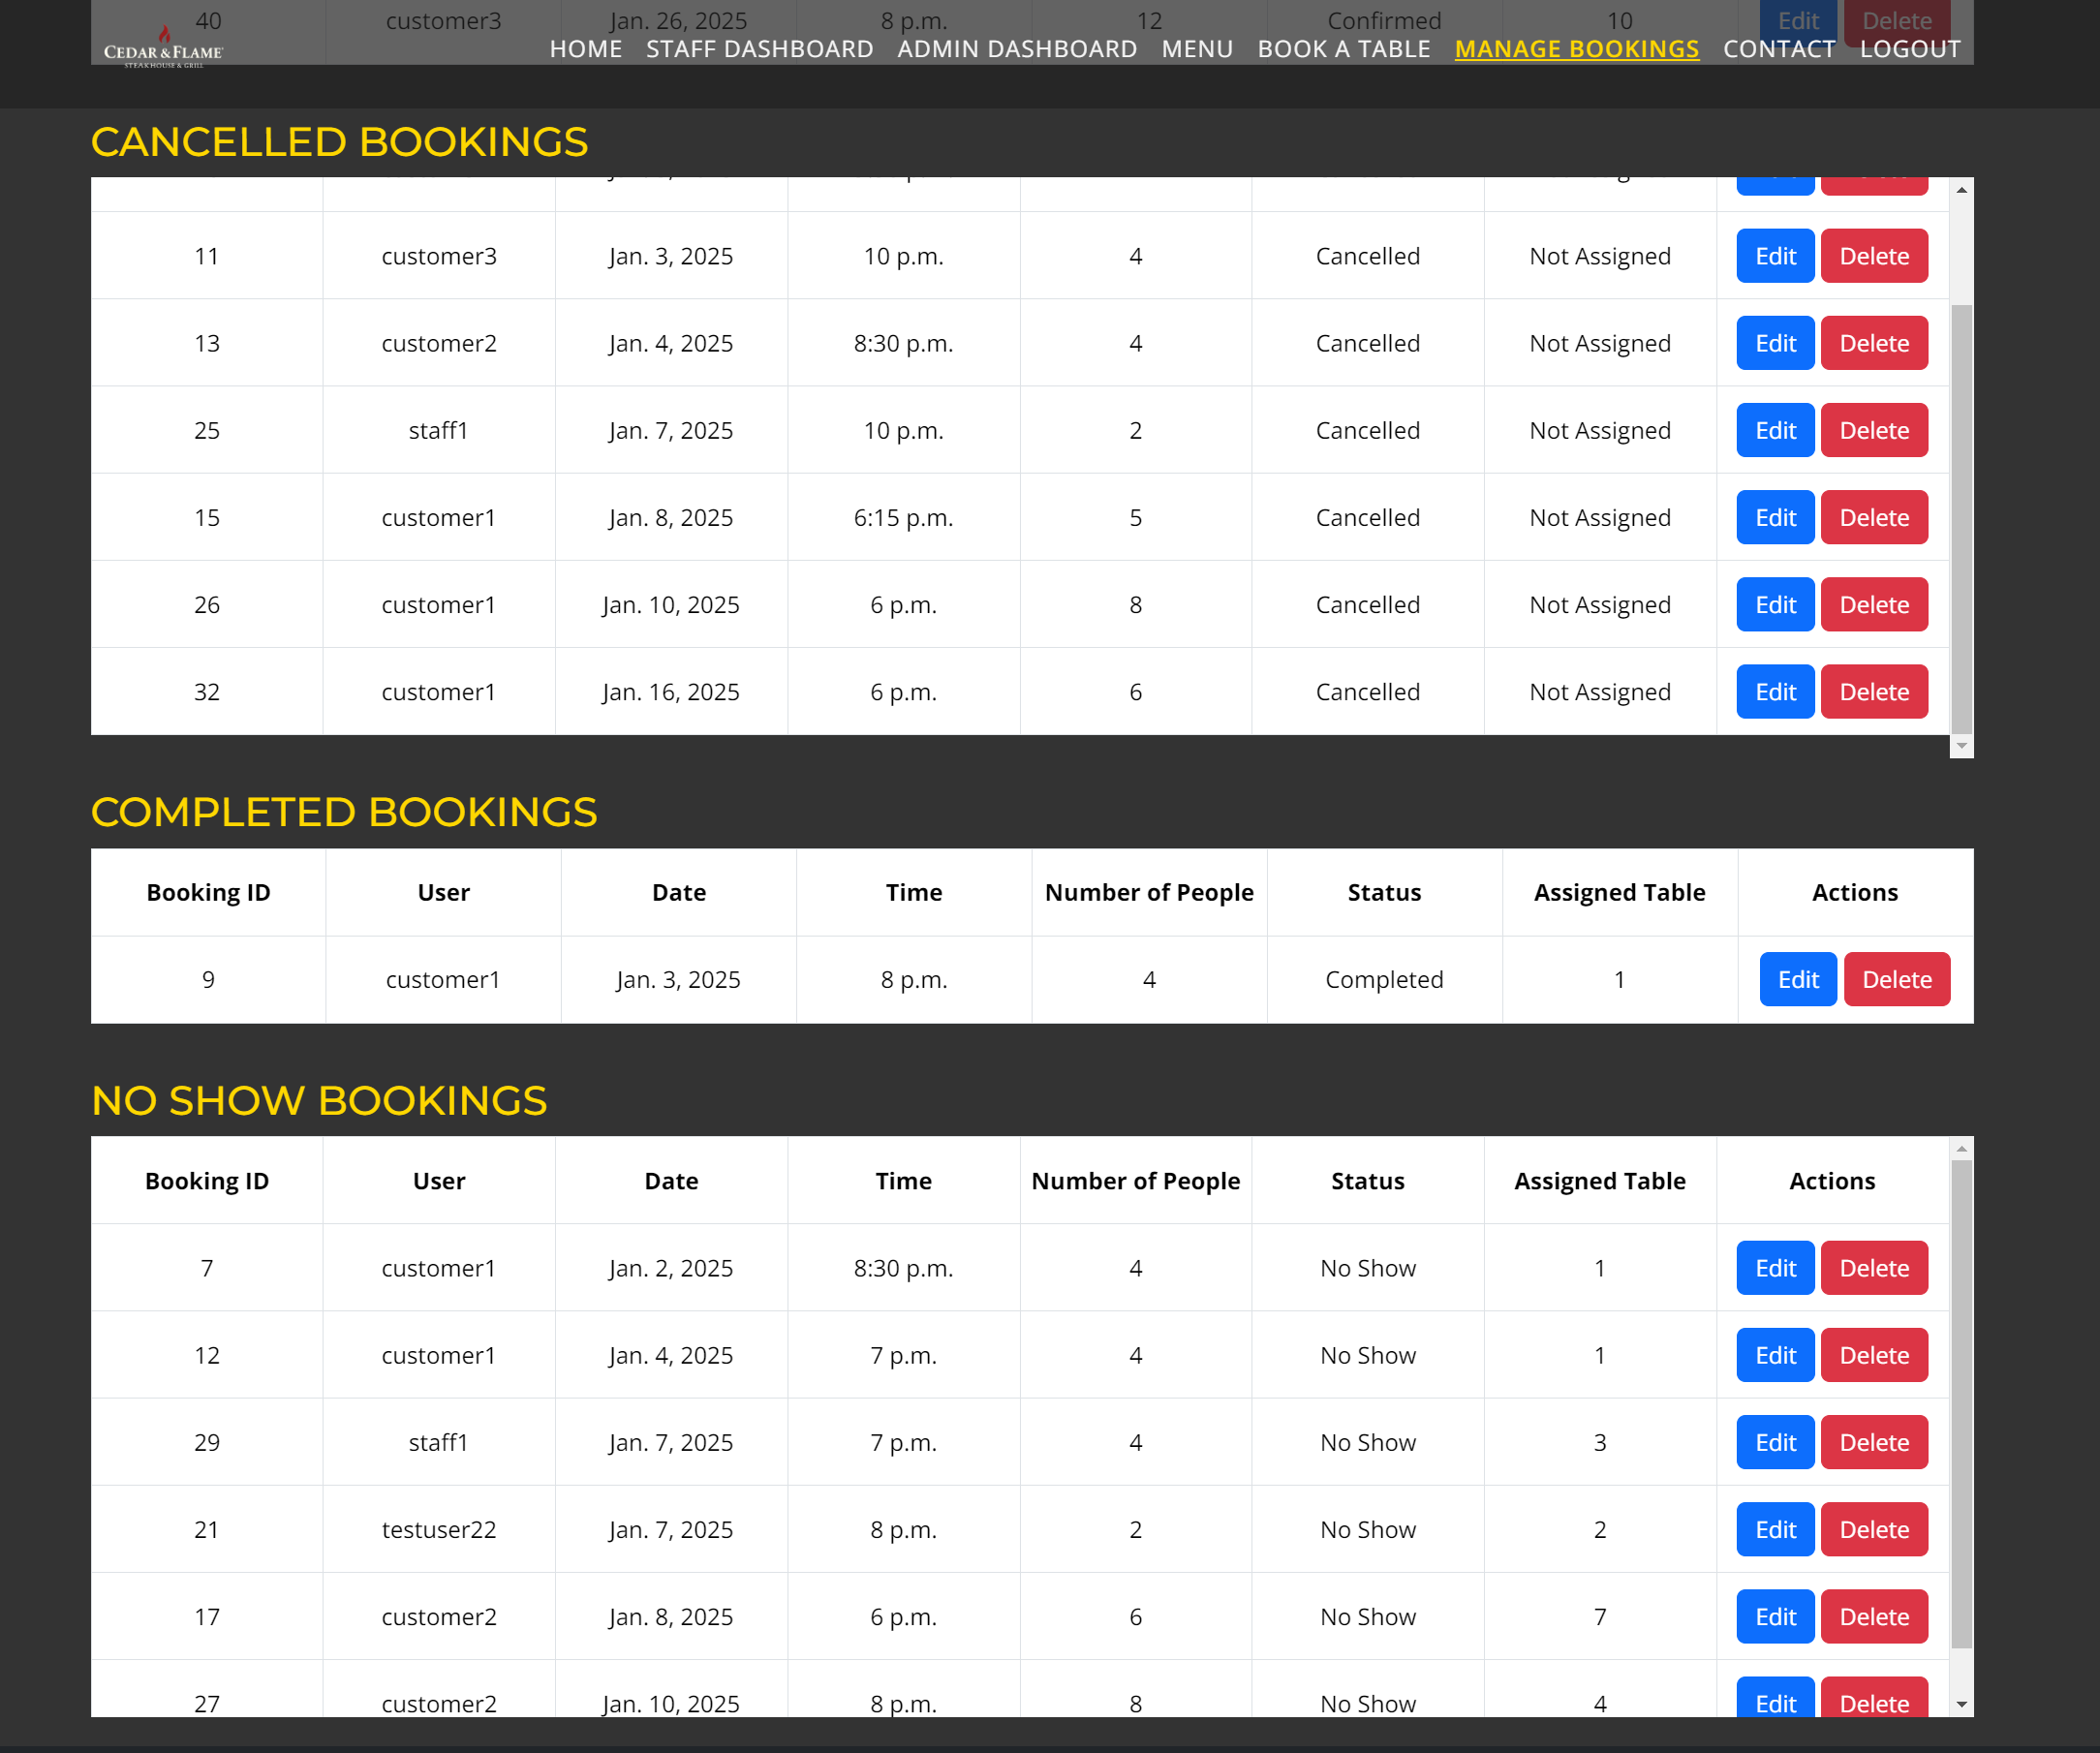 40 customer3 Jan. 26, 2025 8 p.m. 12 Confirmed 10 Edit Delete
CEDAR & FLAME
STEAKHOUSE & GRILL
HOME STAFF DASHBOARD ADMIN DASHBOARD MENU BOOK A TABLE MANAGE BOOKINGS CONTACT LOGOUT
CANCELLED BOOKINGS
11 customer3 Jan. 3, 2025 10 p.m. 4 Cancelled Not Assigned Edit Delete
13 customer2 Jan. 4, 2025 8:30 p.m. 4 Cancelled Not Assigned Edit Delete
25 staff1 Jan. 7, 2025 10 p.m. 2 Cancelled Not Assigned Edit Delete
15 customer1 Jan. 8, 2025 6:15 p.m. 5 Cancelled Not Assigned Edit Delete
26 customer1 Jan. 10, 2025 6 p.m. 8 Cancelled Not Assigned Edit Delete
32 customer1 Jan. 16, 2025 6 p.m. 6 Cancelled Not Assigned Edit Delete
COMPLETED BOOKINGS
Booking ID User Date Time Number of People Status Assigned Table Actions
9 customer1 Jan. 3, 2025 8 p.m. 4 Completed 1 Edit Delete
NO SHOW BOOKINGS
Booking ID User Date Time Number of People Status Assigned Table Actions
7 customer1 Jan. 2, 2025 8:30 p.m. 4 No Show 1 Edit Delete
12 customer1 Jan. 4, 2025 7 p.m. 4 No Show 1 Edit Delete
29 staff1 Jan. 7, 2025 7 p.m. 4 No Show 3 Edit Delete
21 testuser22 Jan. 7, 2025 8 p.m. 2 No Show 2 Edit Delete
17 customer2 Jan. 8, 2025 6 p.m. 6 No Show 7 Edit Delete
27 customer2 Jan. 10, 2025 8 p.m. 8 No Show 4 Edit Delete